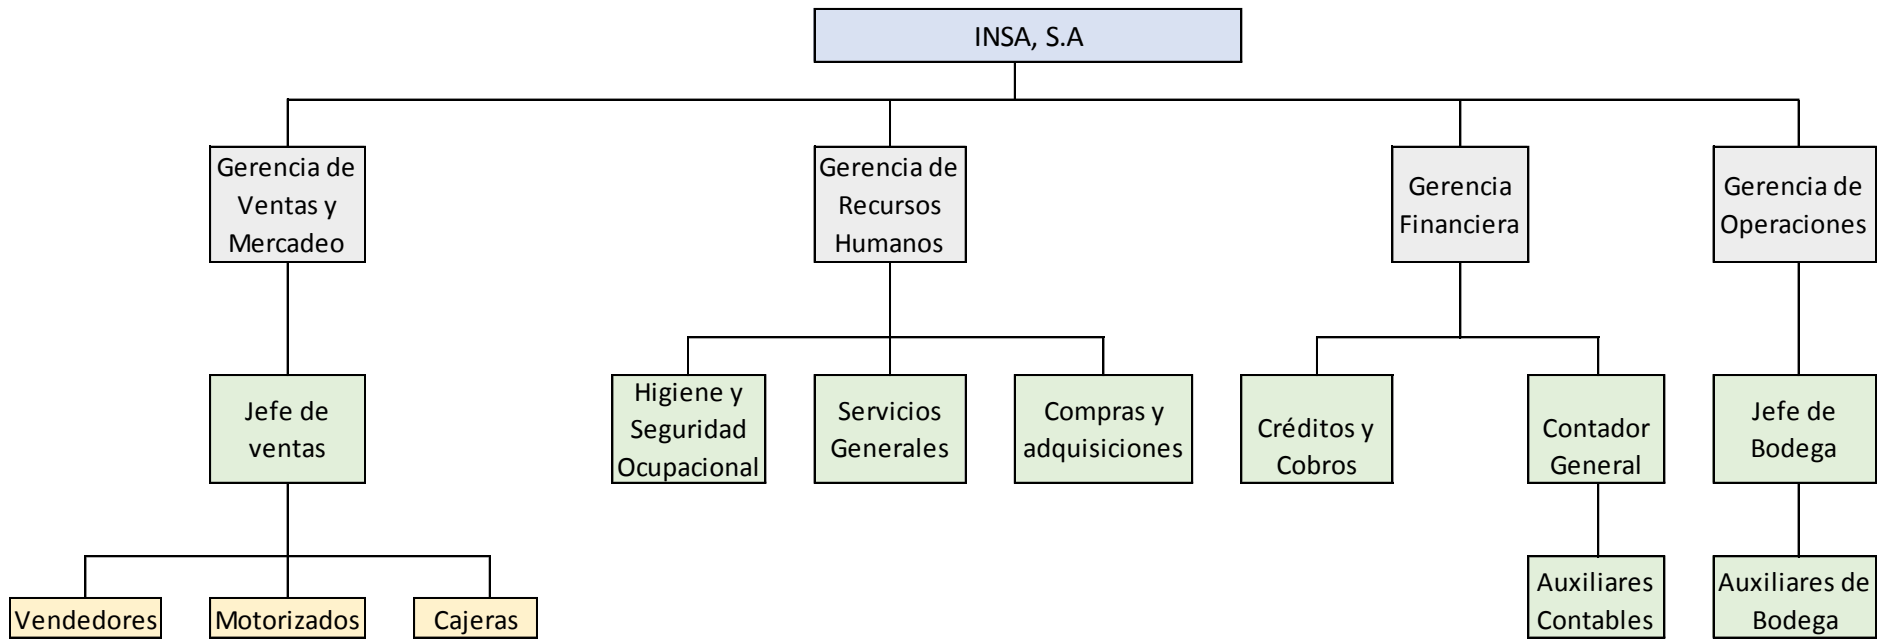 INSA, S.A
Gerencia de
Ventas y
Mercadeo
Gerencia de
Recursos
Humanos
Gerencia
Financiera
Gerencia de
Operaciones
Jefe de
ventas
Higiene y
Seguridad
Ocupacional
Servicios
Generales
Compras y
adquisiciones
Créditos y
Cobros
Contador
General
Jefe de
Bodega
Vendedores
Motorizados
Cajeras
Auxiliares
Contables
Auxiliares de
Bodega